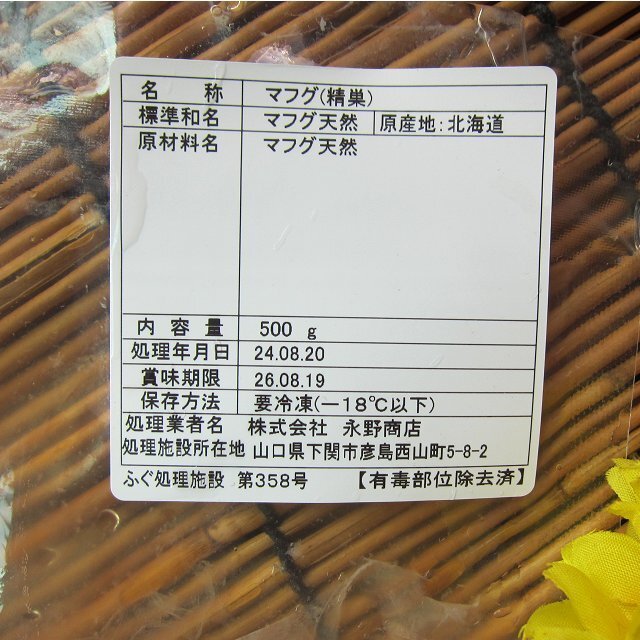 名称 マフグ(精巣)
標準和名 マフグ天然 原産地:北海道
原材料名 マフグ天然
内容量 500 g
処理年月日 24.08.20
賞味期限 26.08.19
保存方法 要冷凍(－18℃以下)
処理業者名 株式会社 永野商店
処理施設所在地 山口県下関市彦島西山町5-8-2
ふぐ処理施設 第358号 【有毒部位除去済】